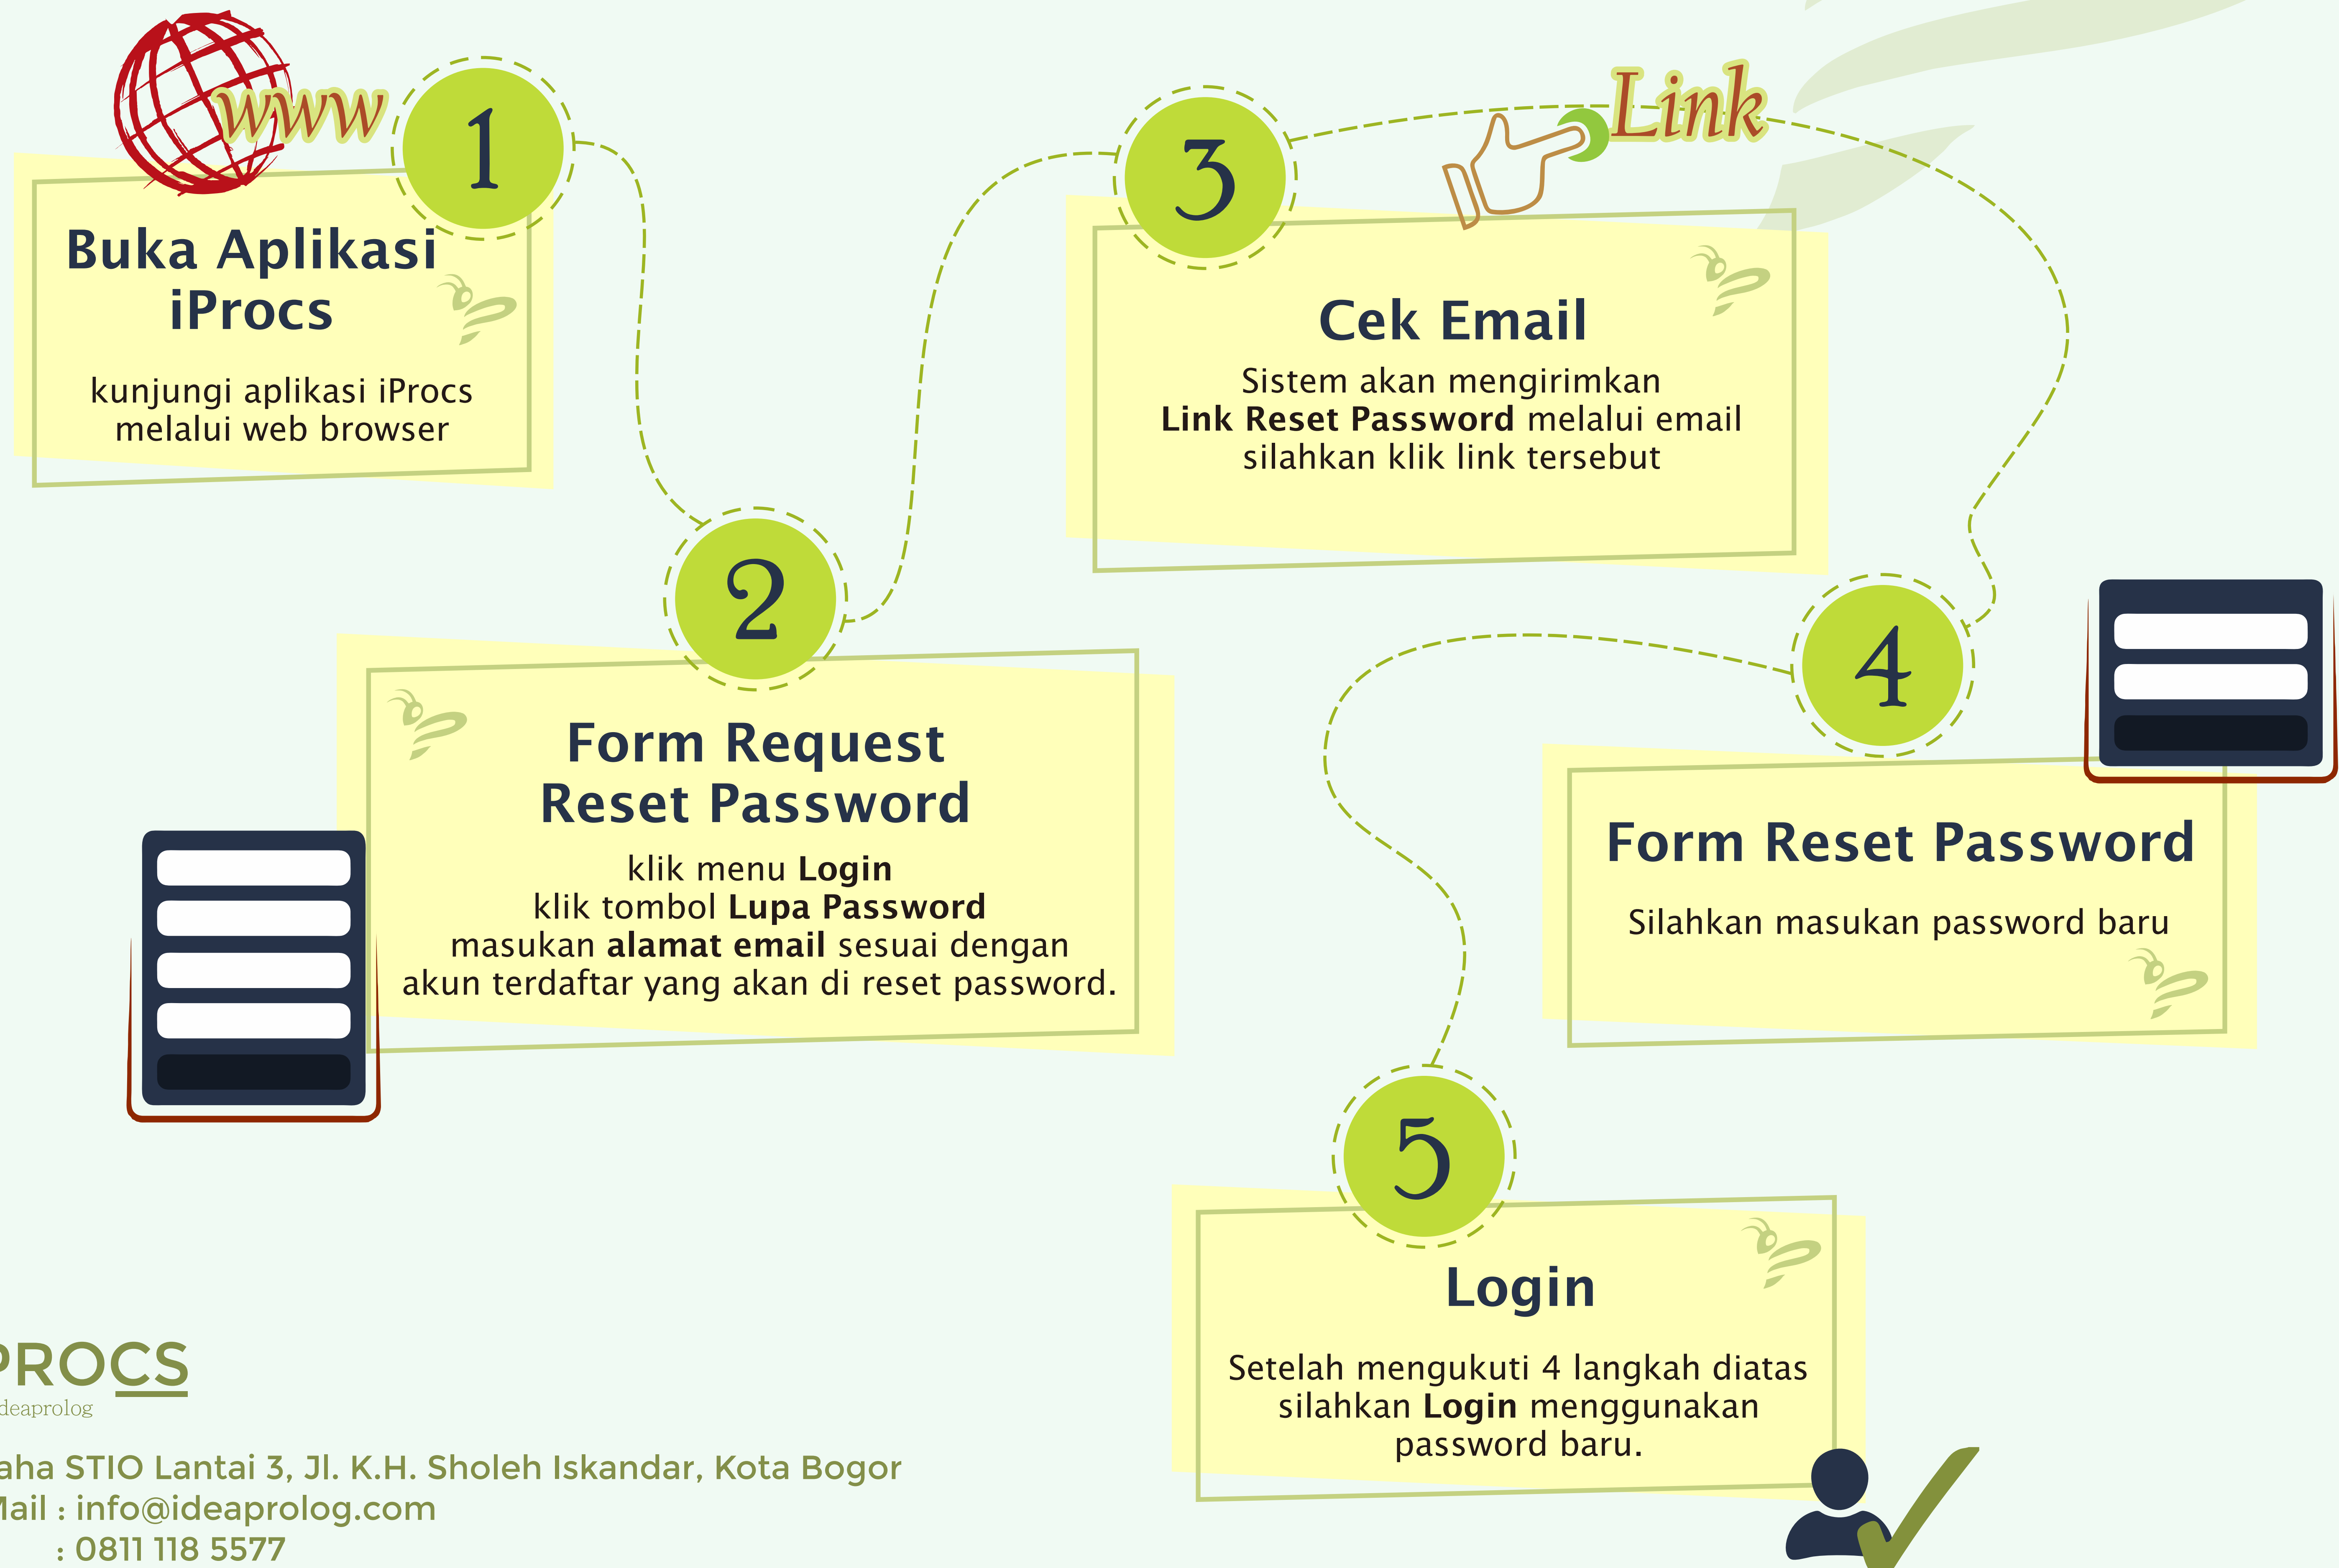 www
1
Buka Aplikasi
iProcs
kunjungi aplikasi iProcs
melalui web browser
2
Form Request
Reset Password
klik menu Login
klik tombol Lupa Password
masukan alamat email sesuai dengan
akun terdaftar yang akan di reset password.
3
Link
Cek Email
Sistem akan mengirimkan
Link Reset Password melalui email
silahkan klik link tersebut
4
Form Reset Password
Silahkan masukan password baru
5
Login
Setelah mengukuti 4 langkah diatas
silahkan Login menggunakan
password baru.
PROCS
deaprolog
aha STIO Lantai 3, Jl. K.H. Sholeh Iskandar, Kota Bogor
Mail : info@ideaprolog.com
: 0811 118 5577